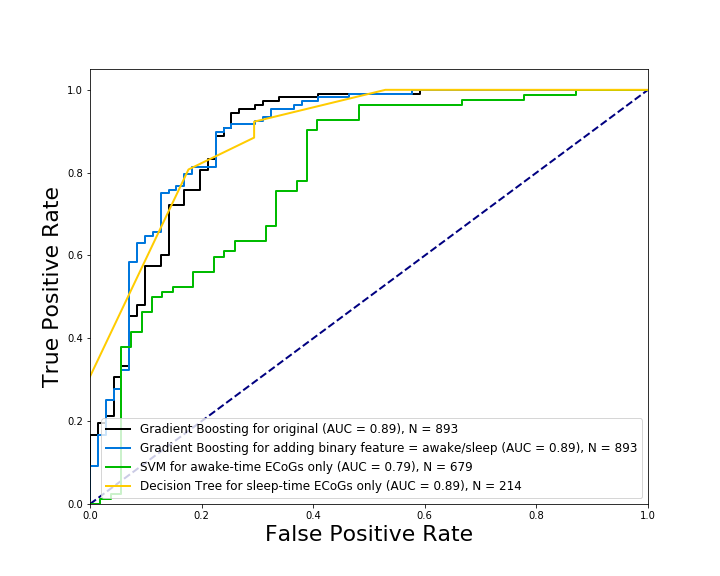 1.0
0.8
0.6
0.4
0.2
0.0
True Positive Rate
Gradient Boosting for original (AUC = 0.89), N = 893
Gradient Boosting for adding binary feature = awake/sleep (AUC = 0.89), N = 893
SVM for awake-time ECoGs only (AUC = 0.79), N = 679
Decision Tree for sleep-time ECoGs only (AUC = 0.89), N = 214
0.0 0.2 0.4 0.6 0.8 1.0
False Positive Rate